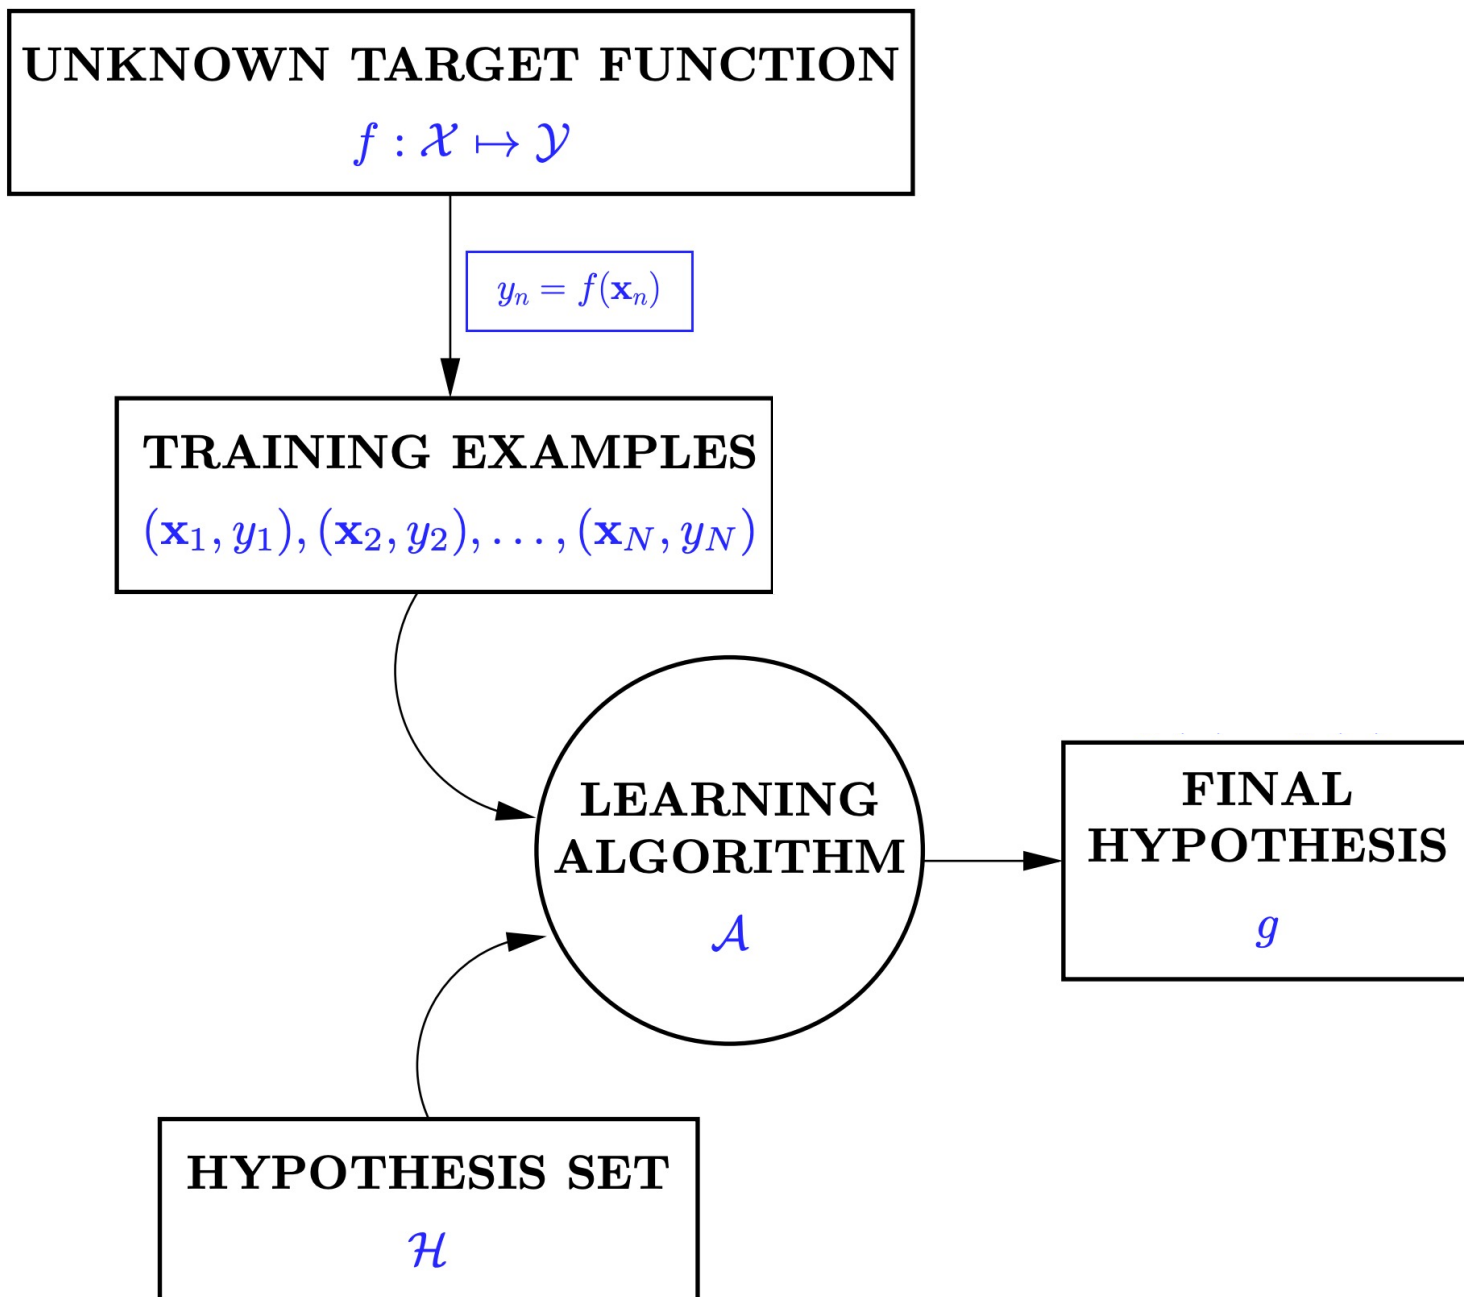 UNKNOWN TARGET FUNCTION
f : 𝒳 ↦ 𝒴
yₙ = f(𝐱ₙ)
TRAINING EXAMPLES
(𝐱₁, y₁), (𝐱₂, y₂), . . . , (𝐱_N, y_N)
LEARNING
ALGORITHM
𝒜
FINAL
HYPOTHESIS
g
HYPOTHESIS SET
ℋ